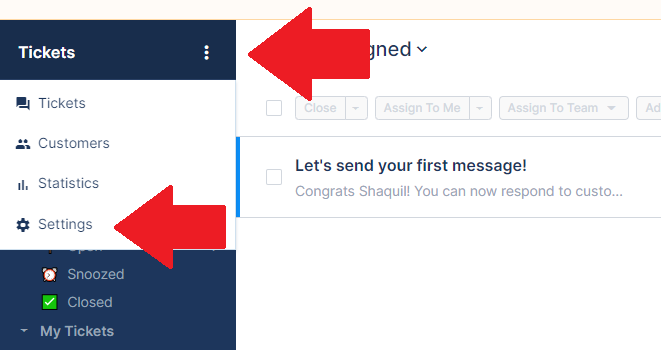 Tickets
Tickets
Customers
Statistics
Settings
Snoozed
Closed
My Tickets
gned
Close
Assign To Me
Assign To Team
Ad
Let's send your first message!
Congrats Shaquil! You can now respond to custo...